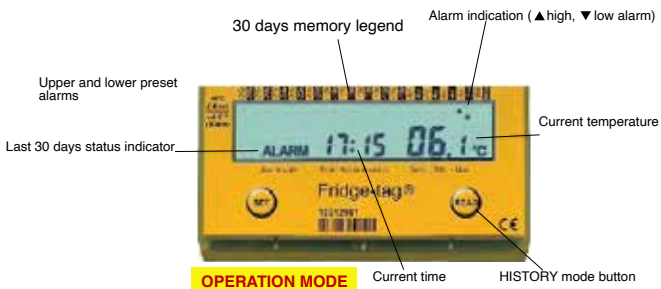 Alarm indication (▲high, ▼low alarm)
30 days memory legend
Upper and lower preset
alarms
Current temperature
Last 30 days status indicator
ALARM 17:15 06.1 °C
Fridge-tag®
SET
READ
CE
OPERATION MODE
Current time
HISTORY mode button